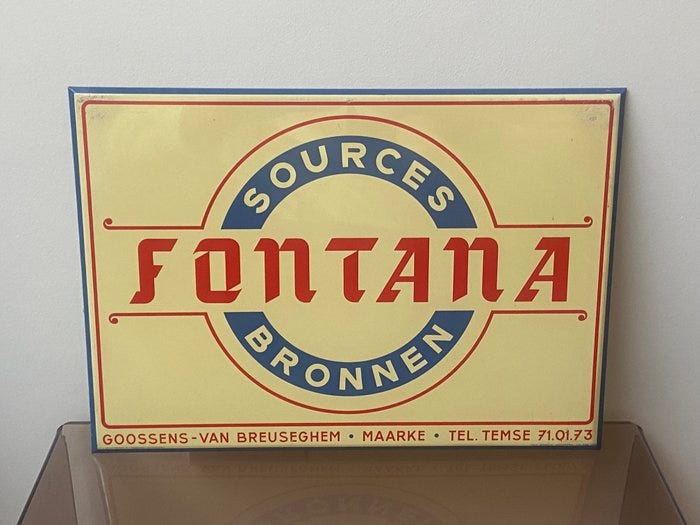 SOURCES
FONTANA
BRONNEN
GOOSSENS-VAN BREUSEGHEM • MAARKE • TEL. TEMSE 71.01.73